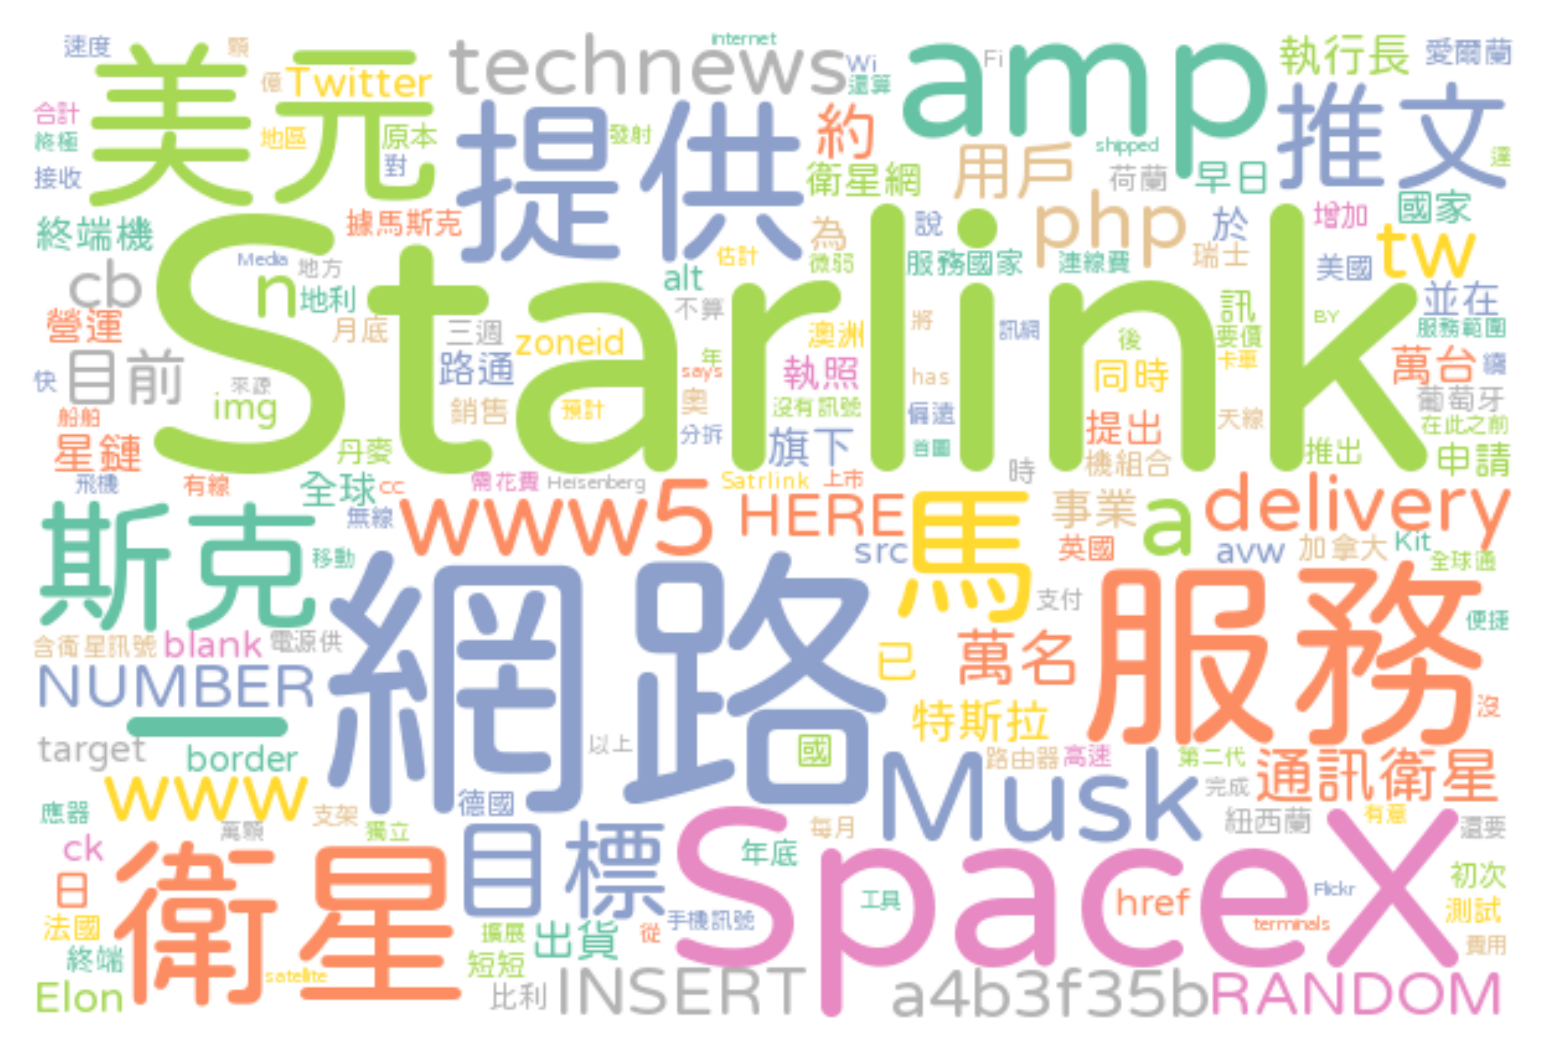 速度 顆 internet
美元 億 Twitter technews Wi amp Fi 執行長 愛爾蘭
還算
合計 地區 原本 發射 約 推文
終極 對 提供 shipped 達
接收 衛星網 用戶 荷蘭 早日
終端機 據馬斯克 為 說 php 於 增加 國家
Media 地方 估計 微弱 服務國家 連線費 瑞士 美國 tw
cb n 地利 alt 並在
Starlink
營運 月底 三週 不算 澳洲 將 訊網 訊 BY 服務範圍
目前 路通 zoneid 年 後 要價
快 來源 says 執照 has 同時 卡車 萬台 纜
img 銷售 預計 奧 沒有訊號 偏遠 葡萄牙
船舶 分拆 旗下 首圖 提出 天線 在此之前
星鏈 丹麥 機組合 推出 申請
飛機 有線 全球 cc 需花費 Heisenberg Satrlink 上市 時
斯克 無線 www5 HERE 馬 事業 a delivery
移動 src 英國 avw 加拿大 Kit 全球通
網路 支付 服務 便捷
含衛星訊號 blank 電源供 已 萬名
NUMBER 特斯拉 沒
一
target border 以上 國 路由器 高速 第二代
www 德國 Musk 完成 通訊衛星
應器 萬顆 支架 獨立 每月 紐西蘭 有意 還要
ck 衛星 目標 SpaceX 年底 初次
日 工具 href Flickr 測試
法國 擴展 出貨 從 手機訊號 terminals 費用
終端 satellite 短短
Elon 比利 INSERT a4b3f35b RANDOM